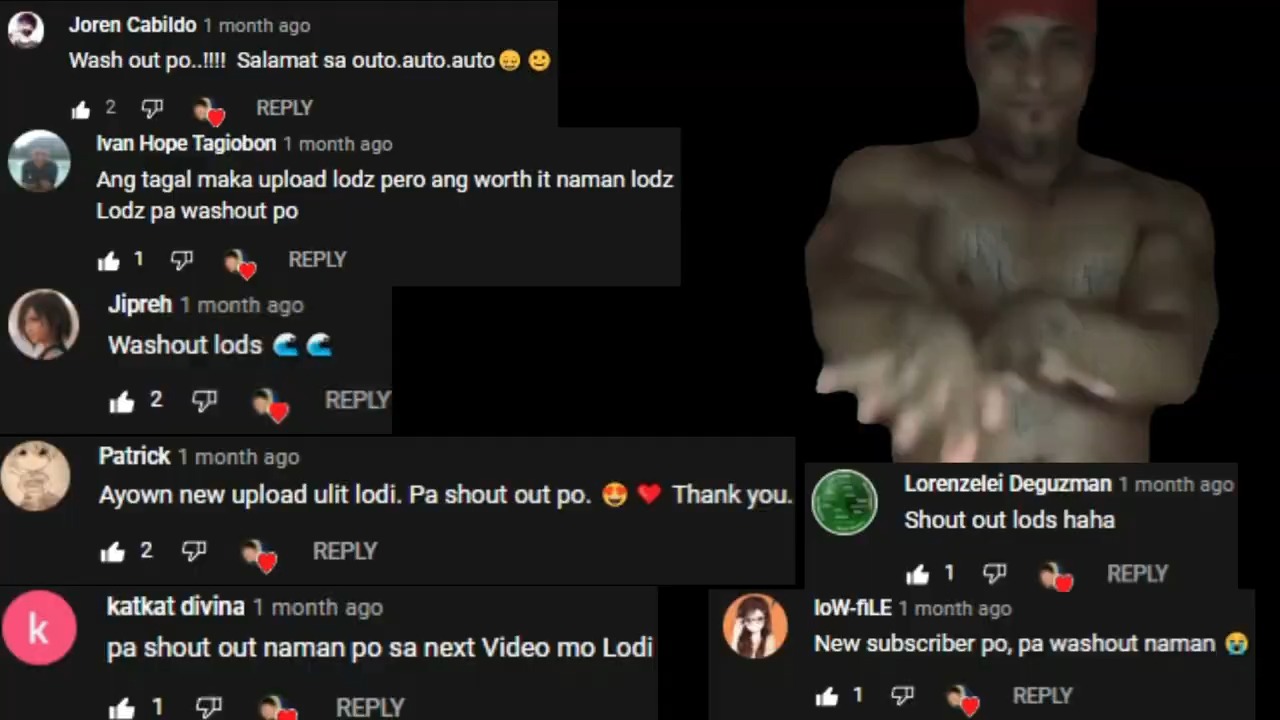 Joren Cabildo 1 month ago
Wash out po..!!!! Salamat sa outo.auto.auto😄 🙂
2 REPLY
Ivan Hope Tagiobon 1 month ago
Ang tagal maka upload lodz pero ang worth it naman lodz
Lodz pa washout po
1 REPLY
Jipreh 1 month ago
Washout lods 🌊 🌊
2 REPLY
Patrick 1 month ago
Ayown new upload ulit lodi. Pa shout out po. 😍 ❤️ Thank you.
2 REPLY
katkat divina 1 month ago
pa shout out naman po sa next Video mo Lodi
1 REPLY
k
Lorenzelei Deguzman 1 month ago
Shout out lods haha
1 REPLY
loW-fiLE 1 month ago
New subscriber po, pa washout naman 😭
1 REPLY